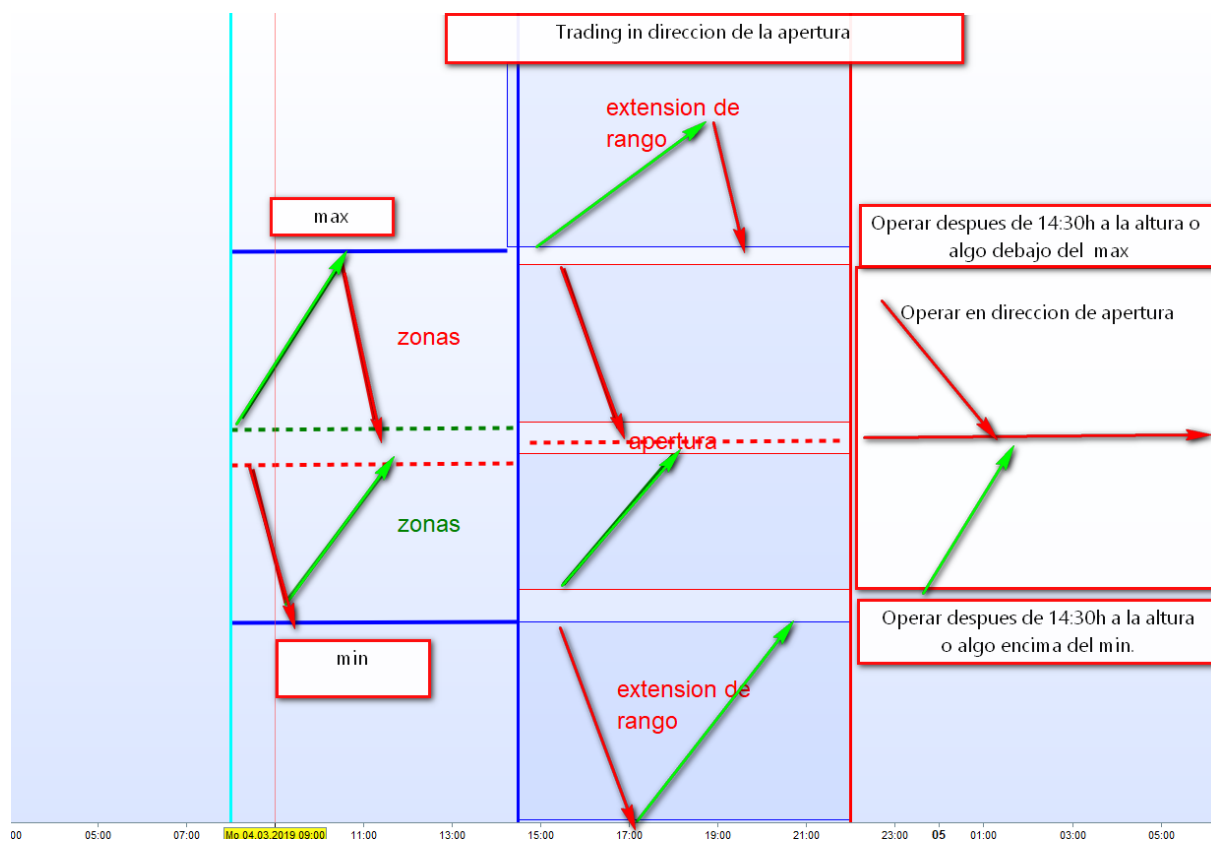 Trading in direccion de la apertura
extension de
rango
max
Operar despues de 14:30h a la altura o
algo debajo del max
Operar en direccion de apertura
zonas
apertura
zonas
Operar despues de 14:30h a la altura
o algo encima del min.
min
extension de
rango
00 05:00 07:00 Mo 04.03.2019 09:00 11:00 13:00 15:00 17:00 19:00 21:00 23:00 05 01:00 03:00 05:00